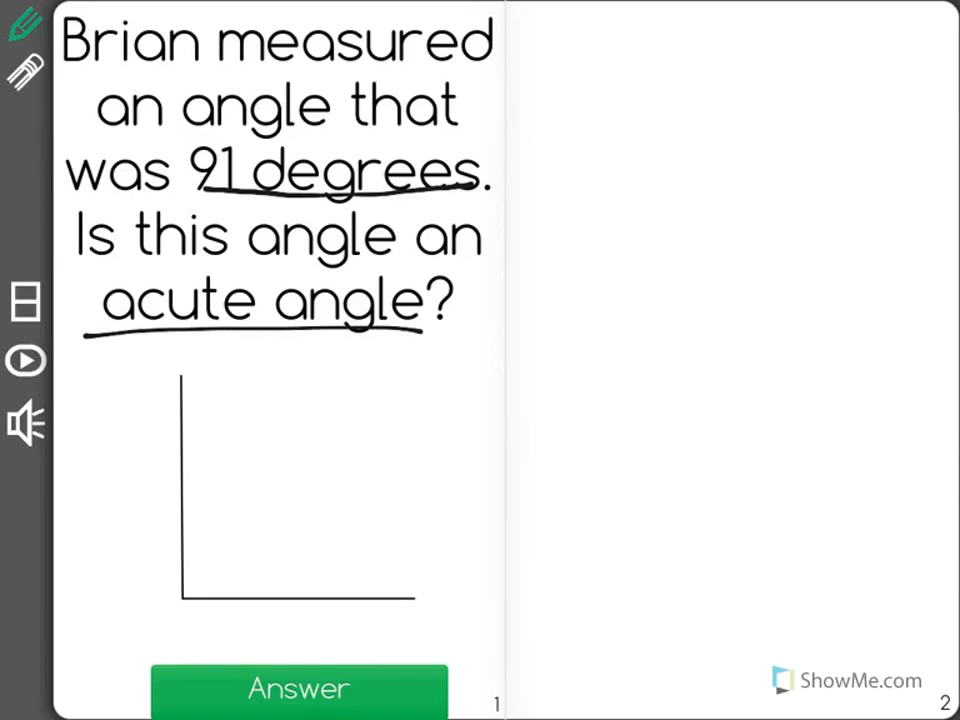 Brian measured
an angle that
was 91 degrees.
Is this angle an
acute angle?
Answer
1
ShowMe.com
2